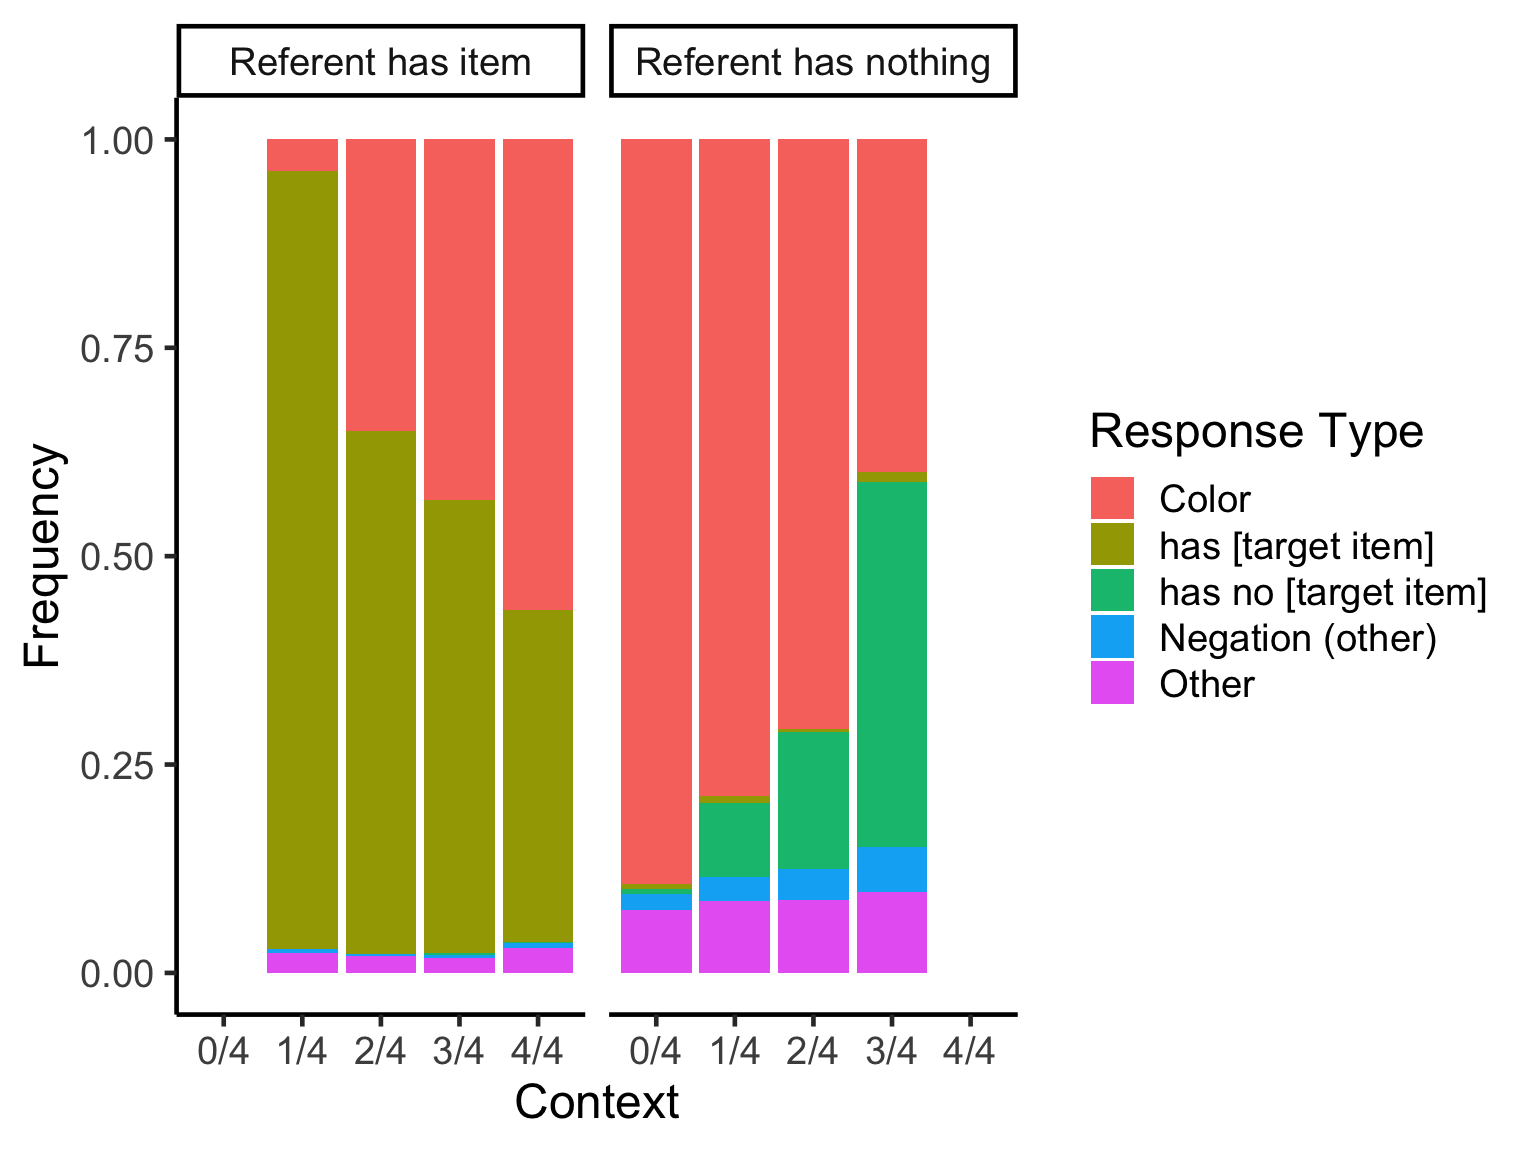 Referent has item
Referent has nothing
1.00
0.75
0.50
0.25
0.00
Frequency
0/4 1/4 2/4 3/4 4/4
0/4 1/4 2/4 3/4 4/4
Context
Response Type
Color
has [target item]
has no [target item]
Negation (other)
Other